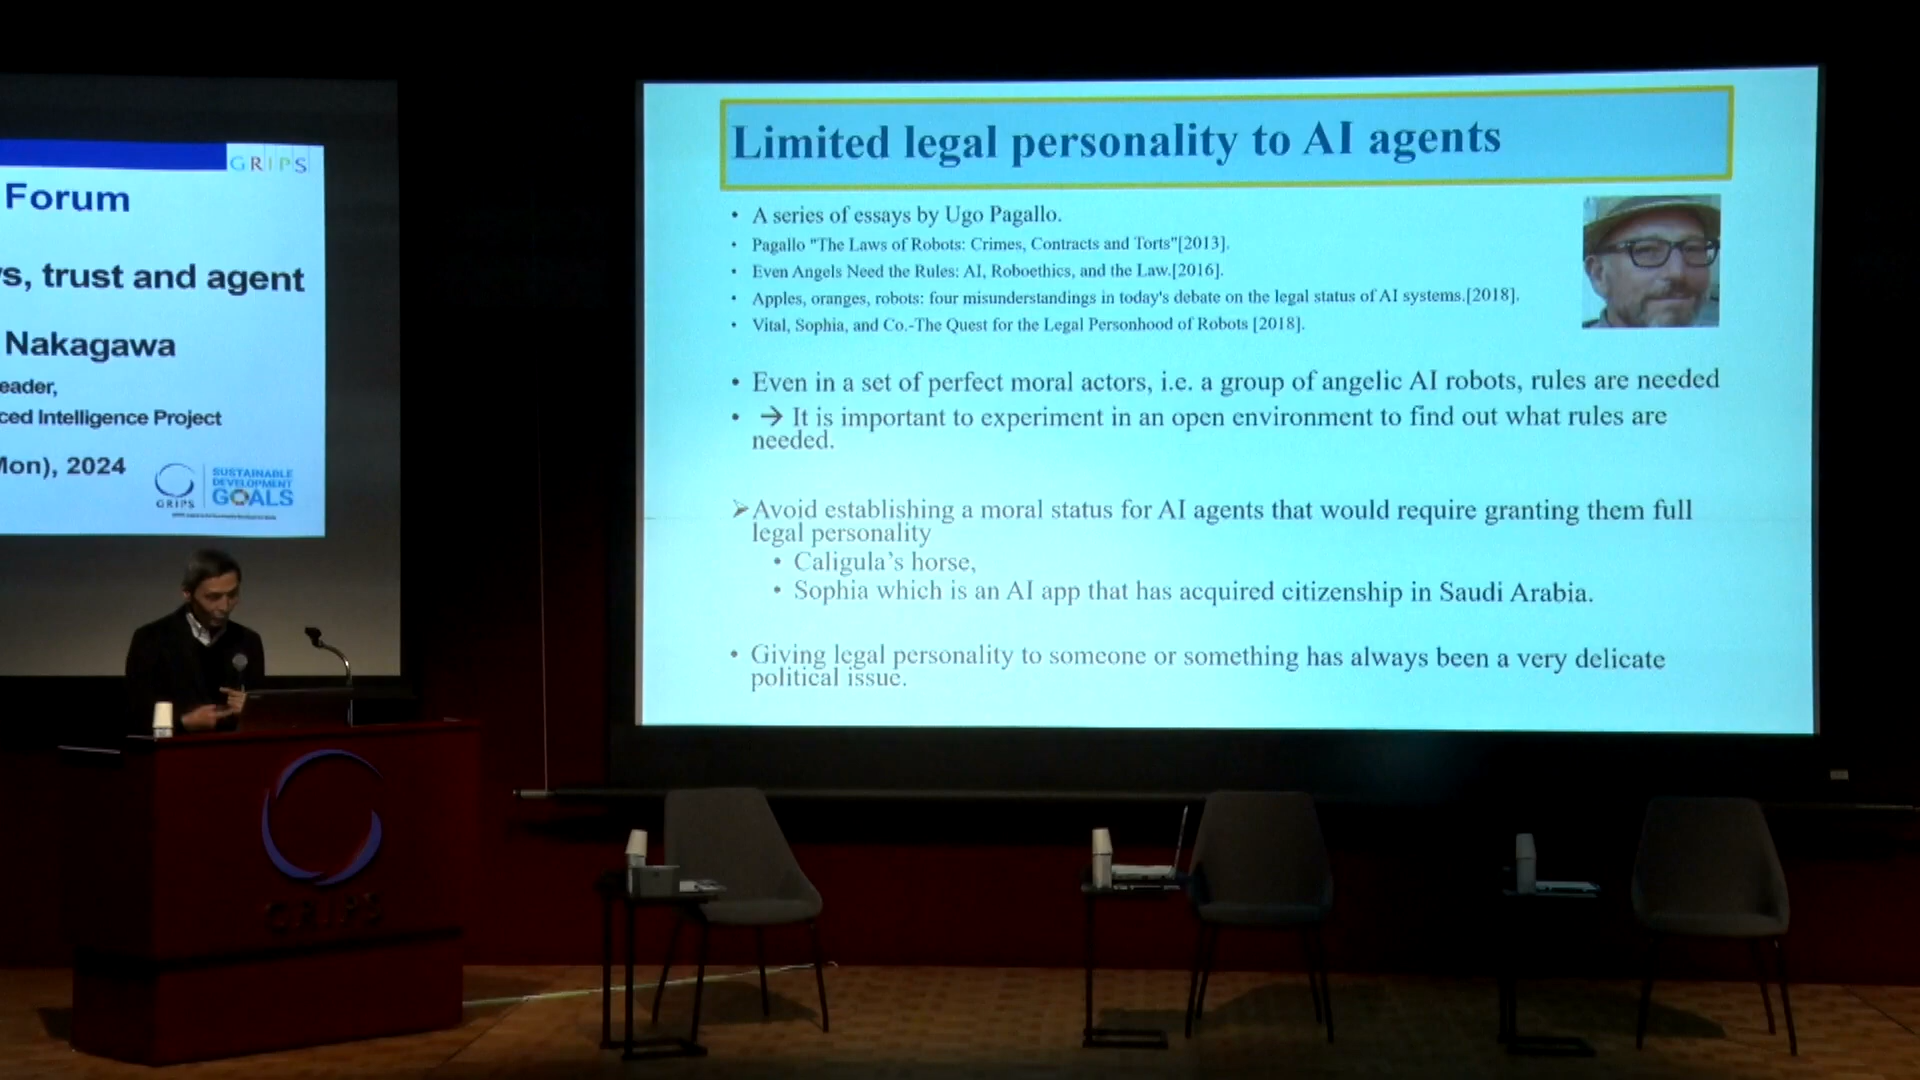 GRIPS
Forum
s, trust and agent
Nakagawa
eader,
ced Intelligence Project
on), 2024
GRIPS
SUSTAINABLE
DEVELOPMENT
GOALS
Limited legal personality to AI agents
• A series of essays by Ugo Pagallo.
• Pagallo "The Laws of Robots: Crimes, Contracts and Torts"[2013].
• Even Angels Need the Rules: AI, Roboethics, and the Law.[2016].
• Apples, oranges, robots: four misunderstandings in today's debate on the legal status of AI systems.[2018].
• Vital, Sophia, and Co.-The Quest for the Legal Personhood of Robots [2018].
• Even in a set of perfect moral actors, i.e. a group of angelic AI robots, rules are needed
• → It is important to experiment in an open environment to find out what rules are
needed.
➢Avoid establishing a moral status for AI agents that would require granting them full
legal personality
• Caligula's horse,
• Sophia which is an AI app that has acquired citizenship in Saudi Arabia.
• Giving legal personality to someone or something has always been a very delicate
political issue.
GRIPS